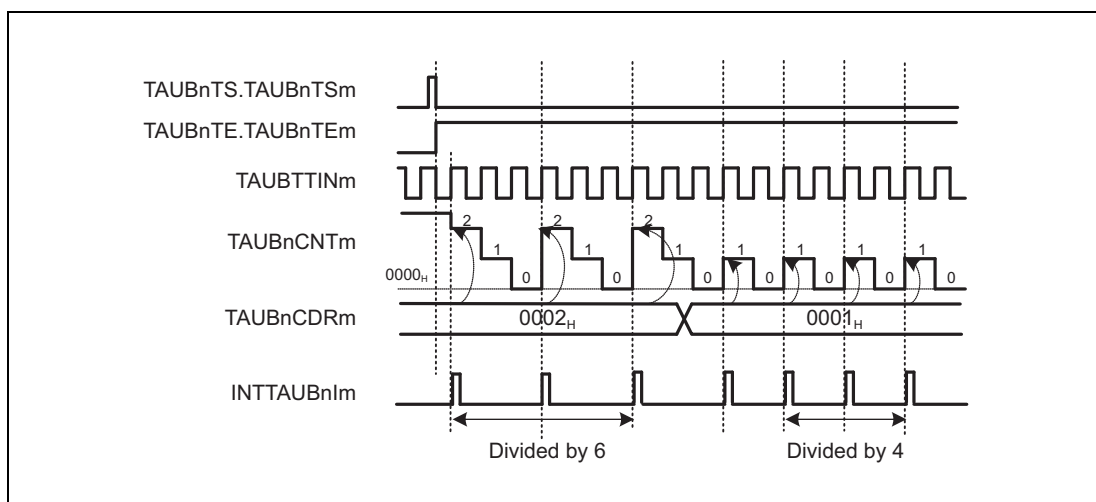 TAUBnTS.TAUBnTSm
TAUBnTE.TAUBnTEm
TAUBTTINm
TAUBnCNTm
2 1 0 2 1 0 2 1 0 1 0 1 0 1 0 1 0
0000H
TAUBnCDRm
0002H 0001H
INTTAUBnIm
Divided by 6 Divided by 4